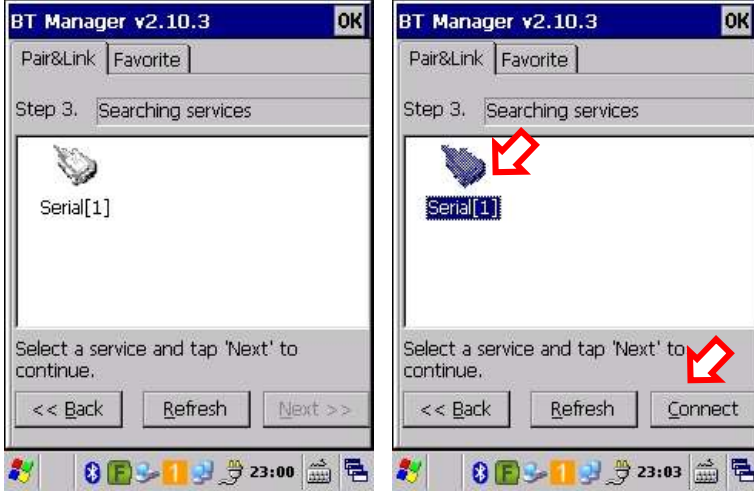 BT Manager v2.10.3 OK
Pair&Link Favorite
Step 3. Searching services
Serial[1]
Select a service and tap 'Next' to
continue.
<< Back Refresh Next >>
F 1 23:00
BT Manager v2.10.3 OK
Pair&Link Favorite
Step 3. Searching services
Serial[1]
Select a service and tap 'Next' to
continue.
<< Back Refresh Connect
F 1 23:03